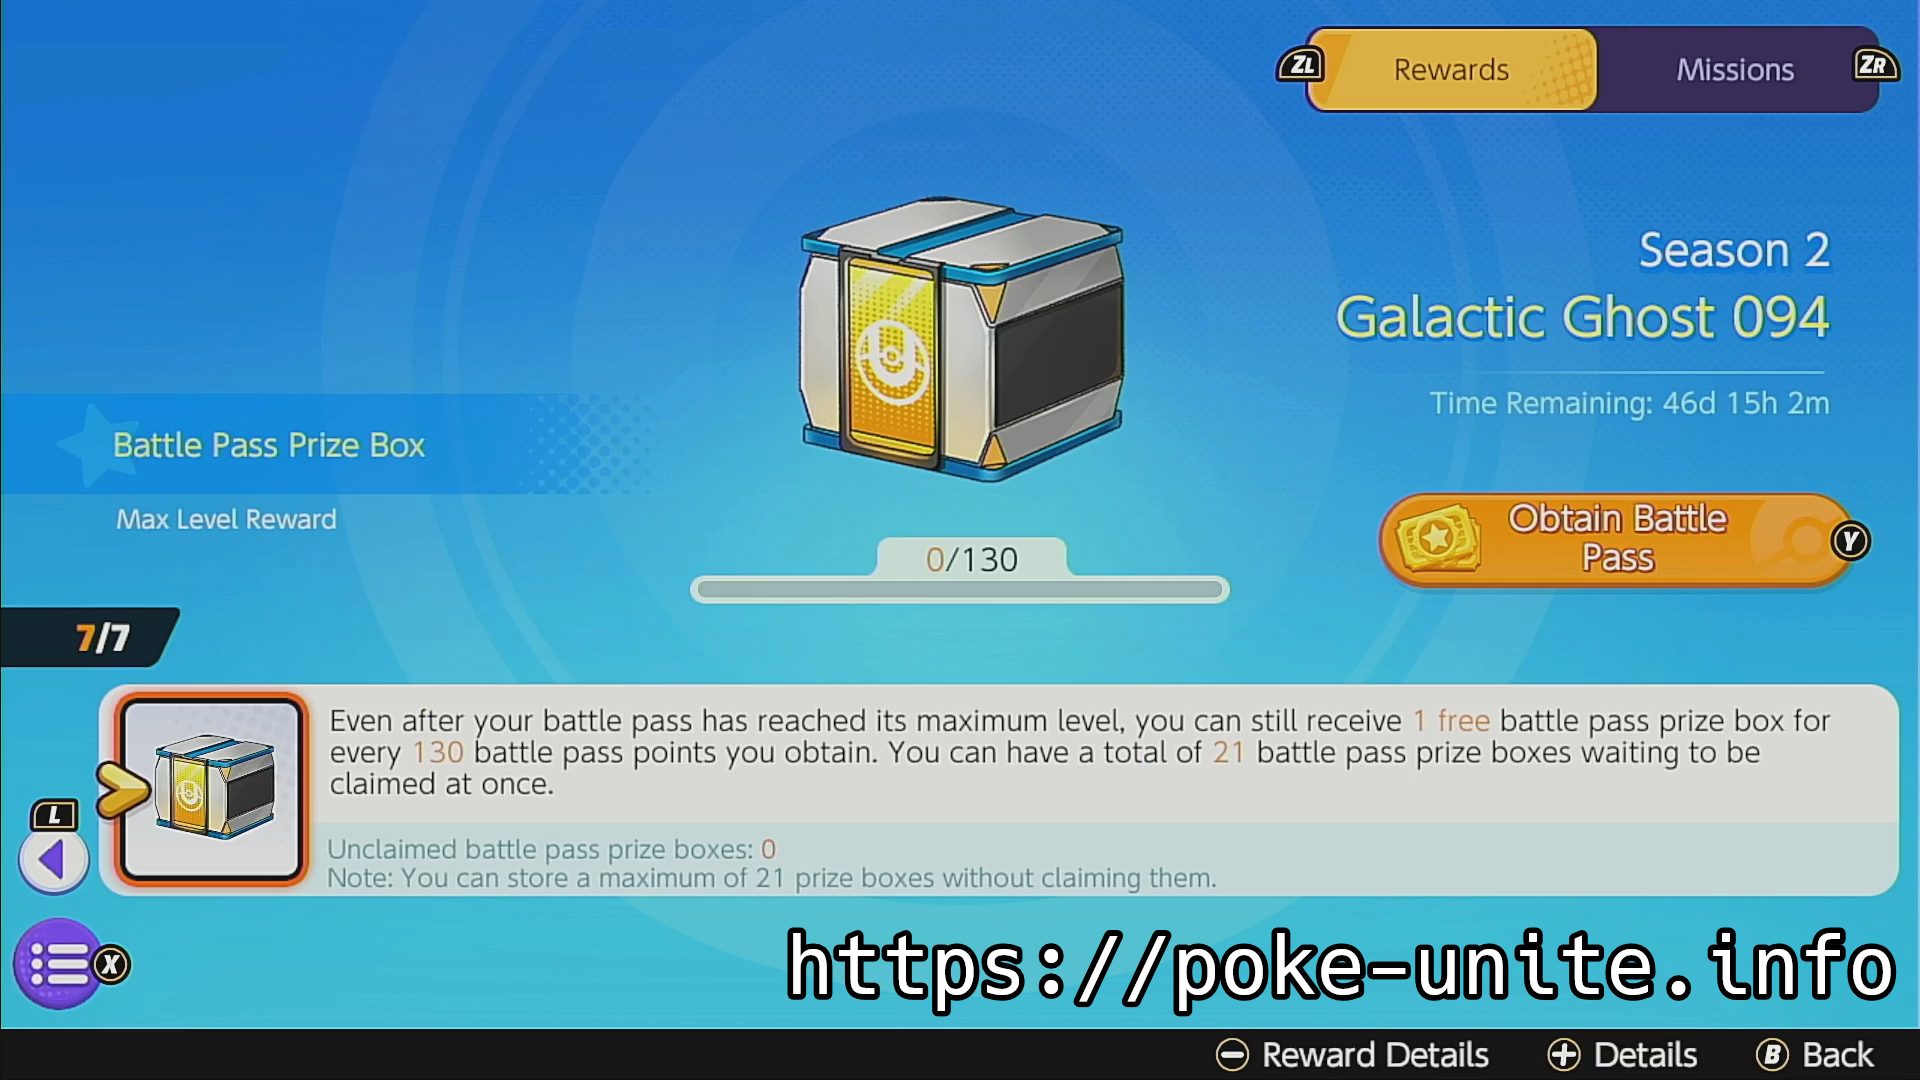 ZL
Rewards
Missions
ZR
Season 2
Galactic Ghost 094
Time Remaining: 46d 15h 2m
Battle Pass Prize Box
Max Level Reward
Obtain Battle
Pass
Y
0/130
7/7
Even after your battle pass has reached its maximum level, you can still receive 1 free battle pass prize box for
every 130 battle pass points you obtain. You can have a total of 21 battle pass prize boxes waiting to be
claimed at once.
L
Unclaimed battle pass prize boxes: 0
Note: You can store a maximum of 21 prize boxes without claiming them.
X
https://poke-unite.info
Reward Details
Details
B Back